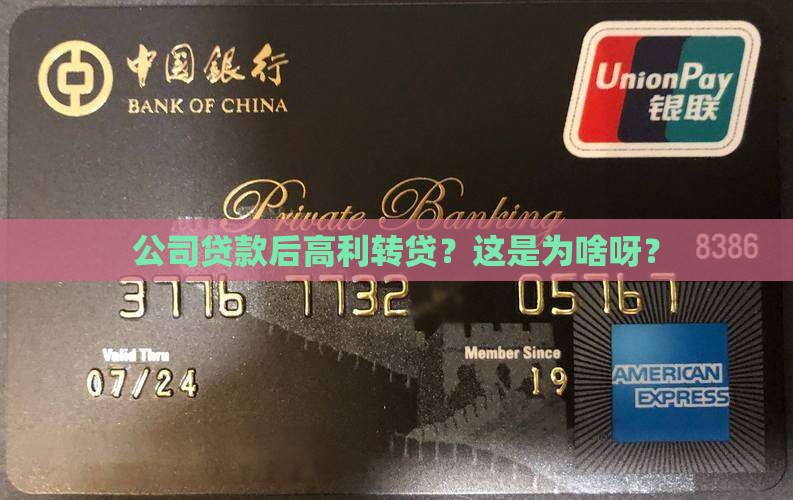 中国銀行
BANK OF CHINA
UnionPay
银联
Private Banking
公司贷款后高利转贷？这是为啥呀？
8386
3776 7732 05767
Valid Thru
Member Since
07/24
19
AMERICAN
EXPRESS